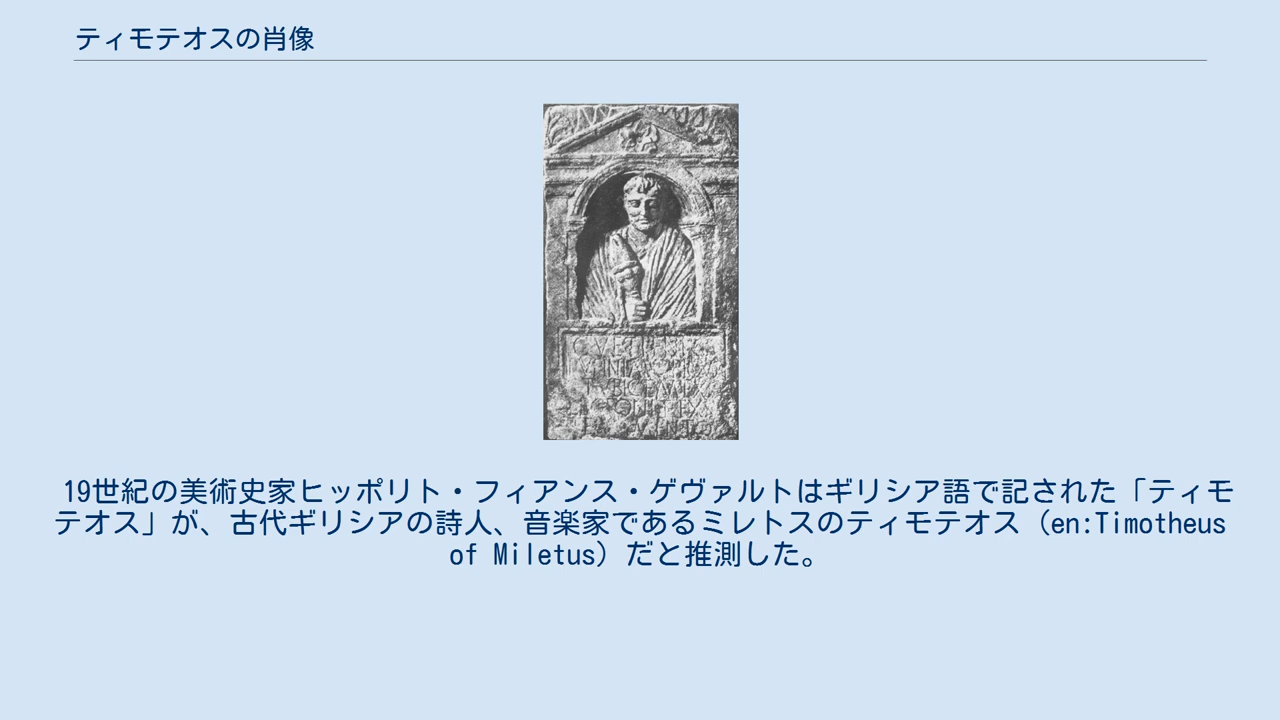 ティモテオスの肖像
19世紀の美術史家ヒッポリト・フィアンス・ゲヴァルトはギリシア語で記された「ティモ
テオス」が、古代ギリシアの詩人、音楽家であるミレトスのティモテオス（en:Timotheus
of Miletus）だと推測した。